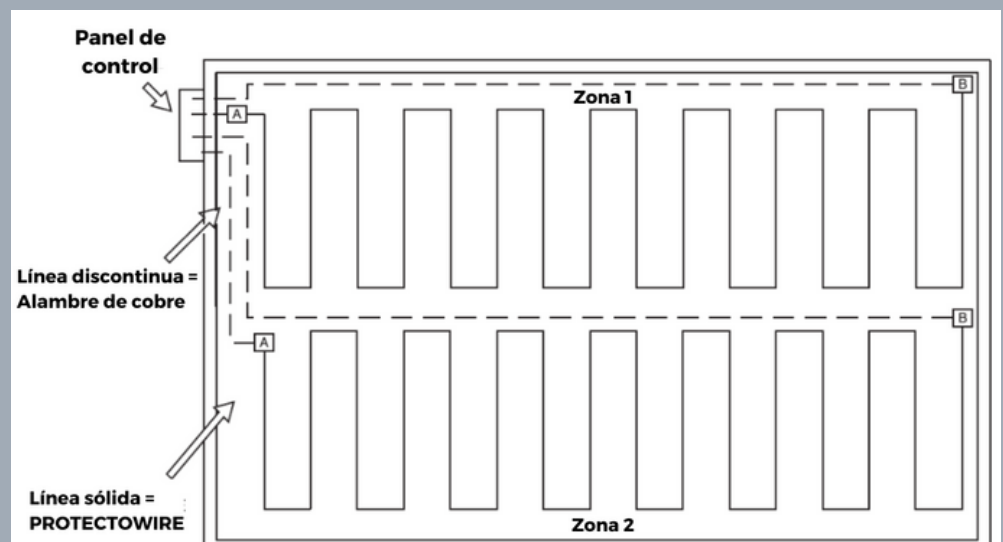 Panel de
control
Zona 1
B
A
Línea discontinua =
Alambre de cobre
B
A
Línea sólida =
PROTECTOWIRE
Zona 2